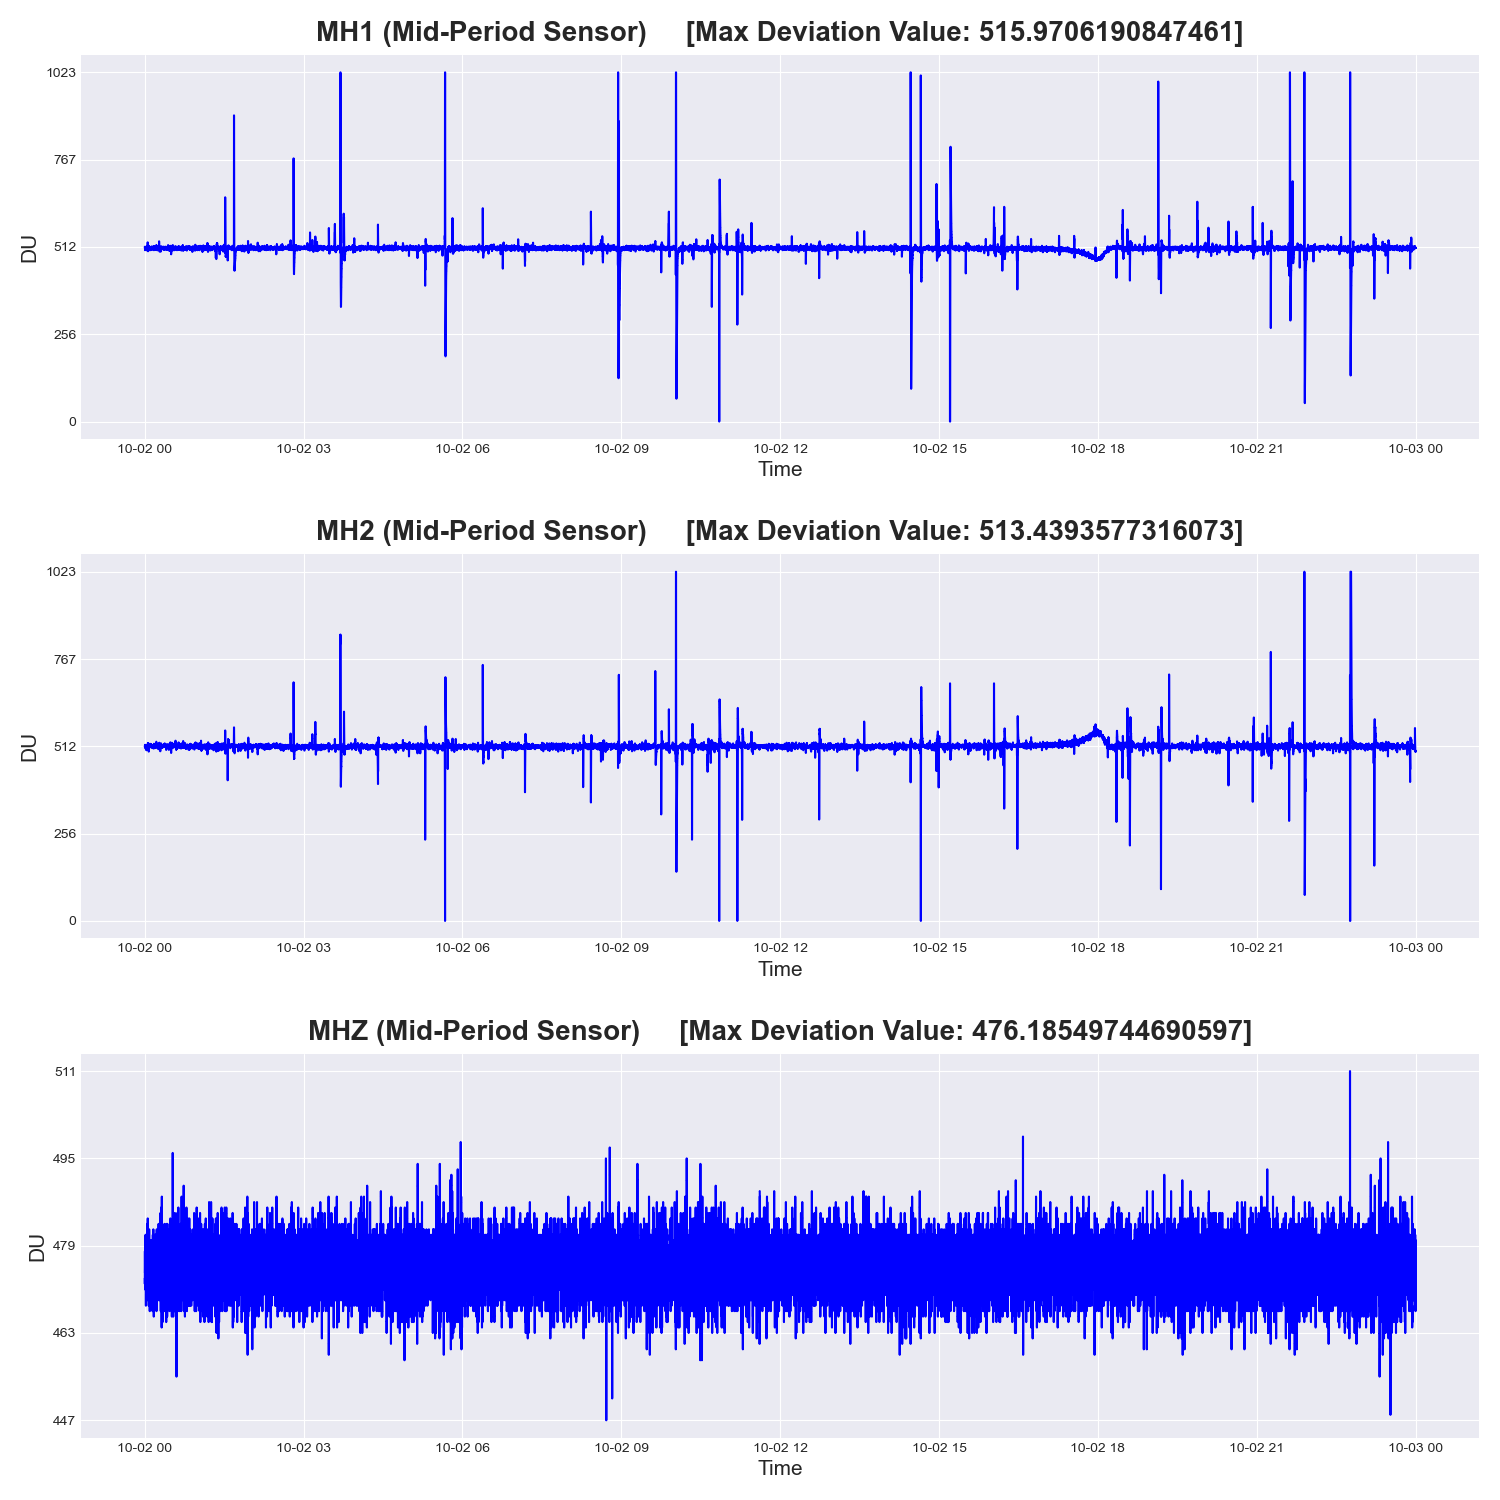 MH1 (Mid-Period Sensor) [Max Deviation Value: 515.9706190847461]
1023
767
512
256
0
DU
10-02 00 10-02 03 10-02 06 10-02 09 10-02 12 10-02 15 10-02 18 10-02 21 10-03 00
Time
MH2 (Mid-Period Sensor) [Max Deviation Value: 513.4393577316073]
1023
767
512
256
0
DU
10-02 00 10-02 03 10-02 06 10-02 09 10-02 12 10-02 15 10-02 18 10-02 21 10-03 00
Time
MHZ (Mid-Period Sensor) [Max Deviation Value: 476.18549744690597]
511
495
479
463
447
DU
10-02 00 10-02 03 10-02 06 10-02 09 10-02 12 10-02 15 10-02 18 10-02 21 10-03 00
Time